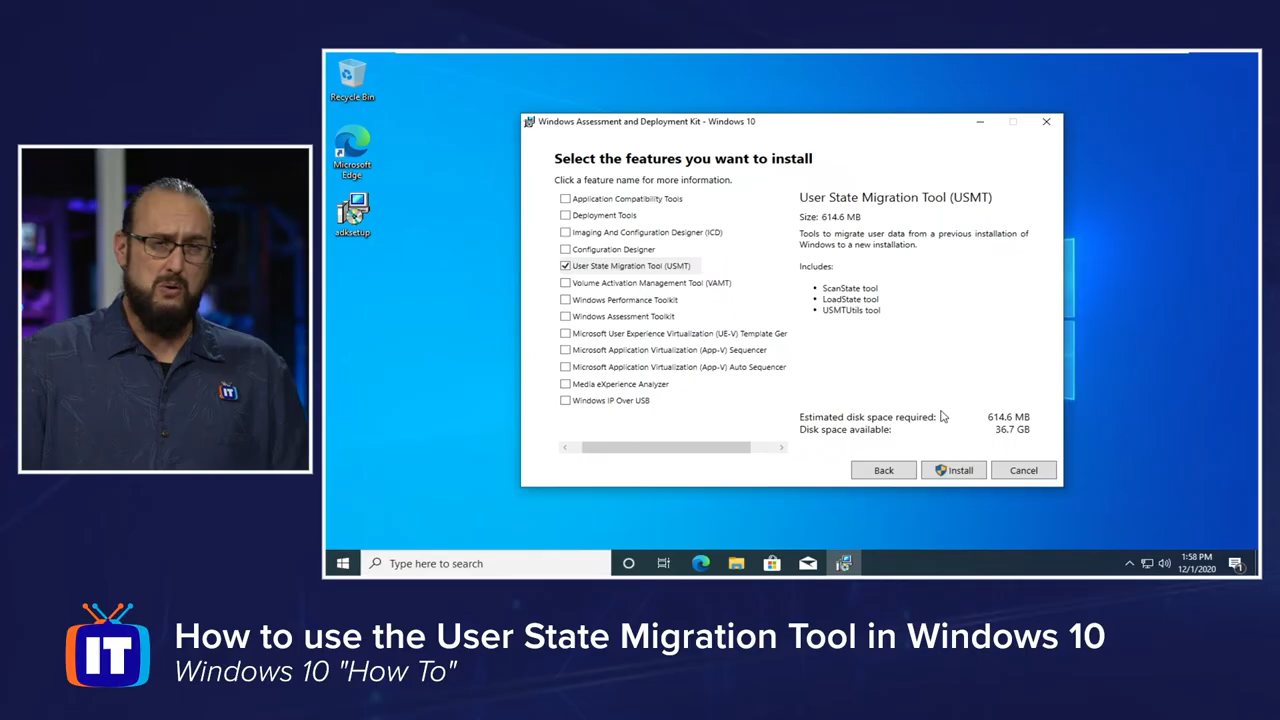 Recycle Bin
Microsoft
Edge
adksetup
Windows Assessment and Deployment Kit - Windows 10
Select the features you want to install
Click a feature name for more information.
Application Compatibility Tools
Deployment Tools
Imaging And Configuration Designer (ICD)
Configuration Designer
User State Migration Tool (USMT)
Volume Activation Management Tool (VAMT)
Windows Performance Toolkit
Windows Assessment Toolkit
Microsoft User Experience Virtualization (UE-V) Template Ger
Microsoft Application Virtualization (App-V) Sequencer
Microsoft Application Virtualization (App-V) Auto Sequencer
Media eXperience Analyzer
Windows IP Over USB
User State Migration Tool (USMT)
Size: 614.6 MB
Tools to migrate user data from a previous installation of
Windows to a new installation.
Includes:
• ScanState tool
• LoadState tool
• USMTUtils tool
Estimated disk space required: 614.6 MB
Disk space available: 36.7 GB
Back
Install
Cancel
Type here to search
1:58 PM
12/1/2020
1
IT
IT
How to use the User State Migration Tool in Windows 10
Windows 10 "How To"